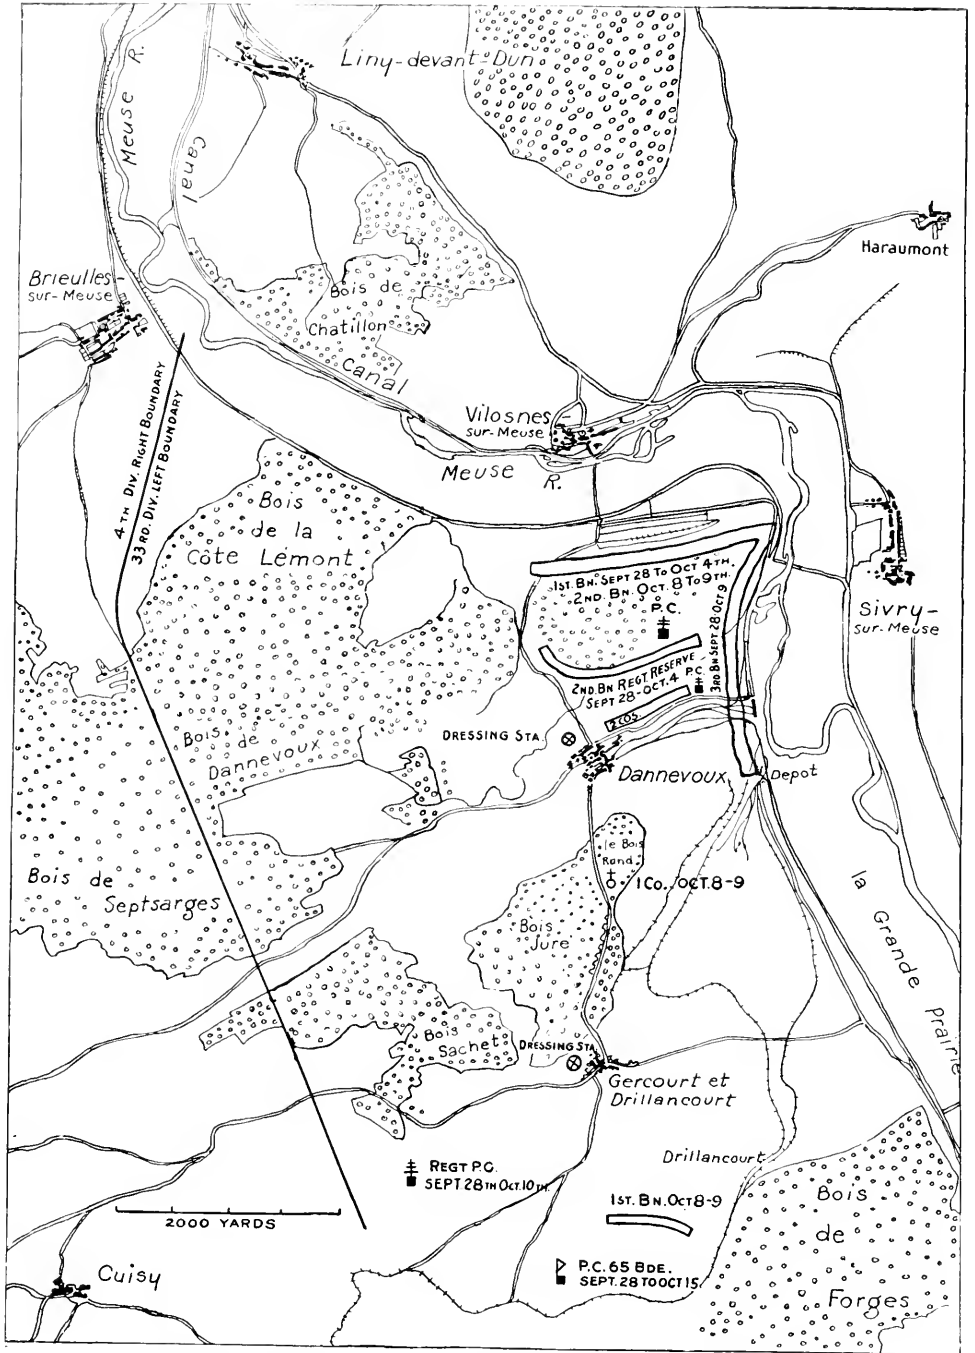 Meuse R.
Canal
Liny-devant-Dun
Haraumont
Brieulles-
sur-Meuse
Bois de
Chatillon
Canal
Vilosnes-
sur-Meuse
Meuse R.
4TH DIV. RIGHT BOUNDARY
33RD. DIV. LEFT BOUNDARY
Bois
de la
Côte Lemont
1ST. BN. SEPT 28 TO OCT 4TH.
2ND. BN. OCT. 8 TO 9TH.
P.C.
3RD BN SEPT 28-OCT 9
2ND. BN REGT. RESERVE
SEPT 28-OCT. 4 P.C.
2 COS
Sivry-
sur-Meuse
Bois de
Dannevoux
DRESSING STA.
Dannevoux
Depot
Bois de
Septsarges
le Bois
Rond
1 CO. OCT. 8-9
Bois
Juré
la Grande Prairie
Bois
Sachet
DRESSING STA.
Gercourt et
Drillancourt
Drillancourt
REGT P.C.
SEPT 28TH OCT. 10TH.
1ST. BN. OCT 8-9
2000 YARDS
P.C. 65 BDE.
SEPT. 28 TO OCT 15
Cuisy
Bois
de
Forges